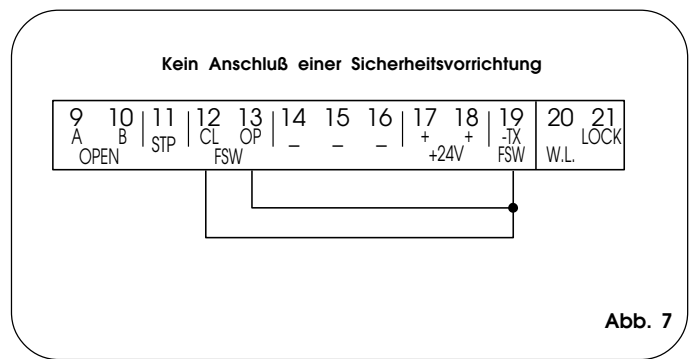 Kein Anschluß einer Sicherheitsvorrichtung
9 10 11 12 13 14 15 16 17 18 19 20 21
A B STP CL OP _ _ _ + + -TX LOCK
OPEN FSW +24V FSW W.L.
Abb. 7